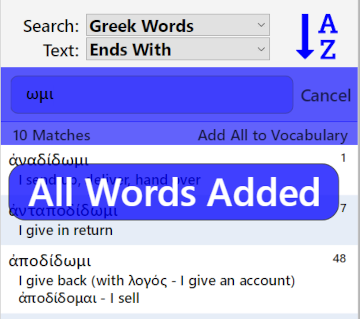 Search: Greek Words
Text: Ends With
A
Z
ωμι
Cancel
10 Matches Add All to Vocabulary
ἀναδίδωμι 1
I send up, deliver, hand over
All Words Added
ἀνταποδίδωμι 7
I give in return
ἀποδίδωμι 48
I give back (with λογός - I give an account)
ἀποδίδομαι - I sell